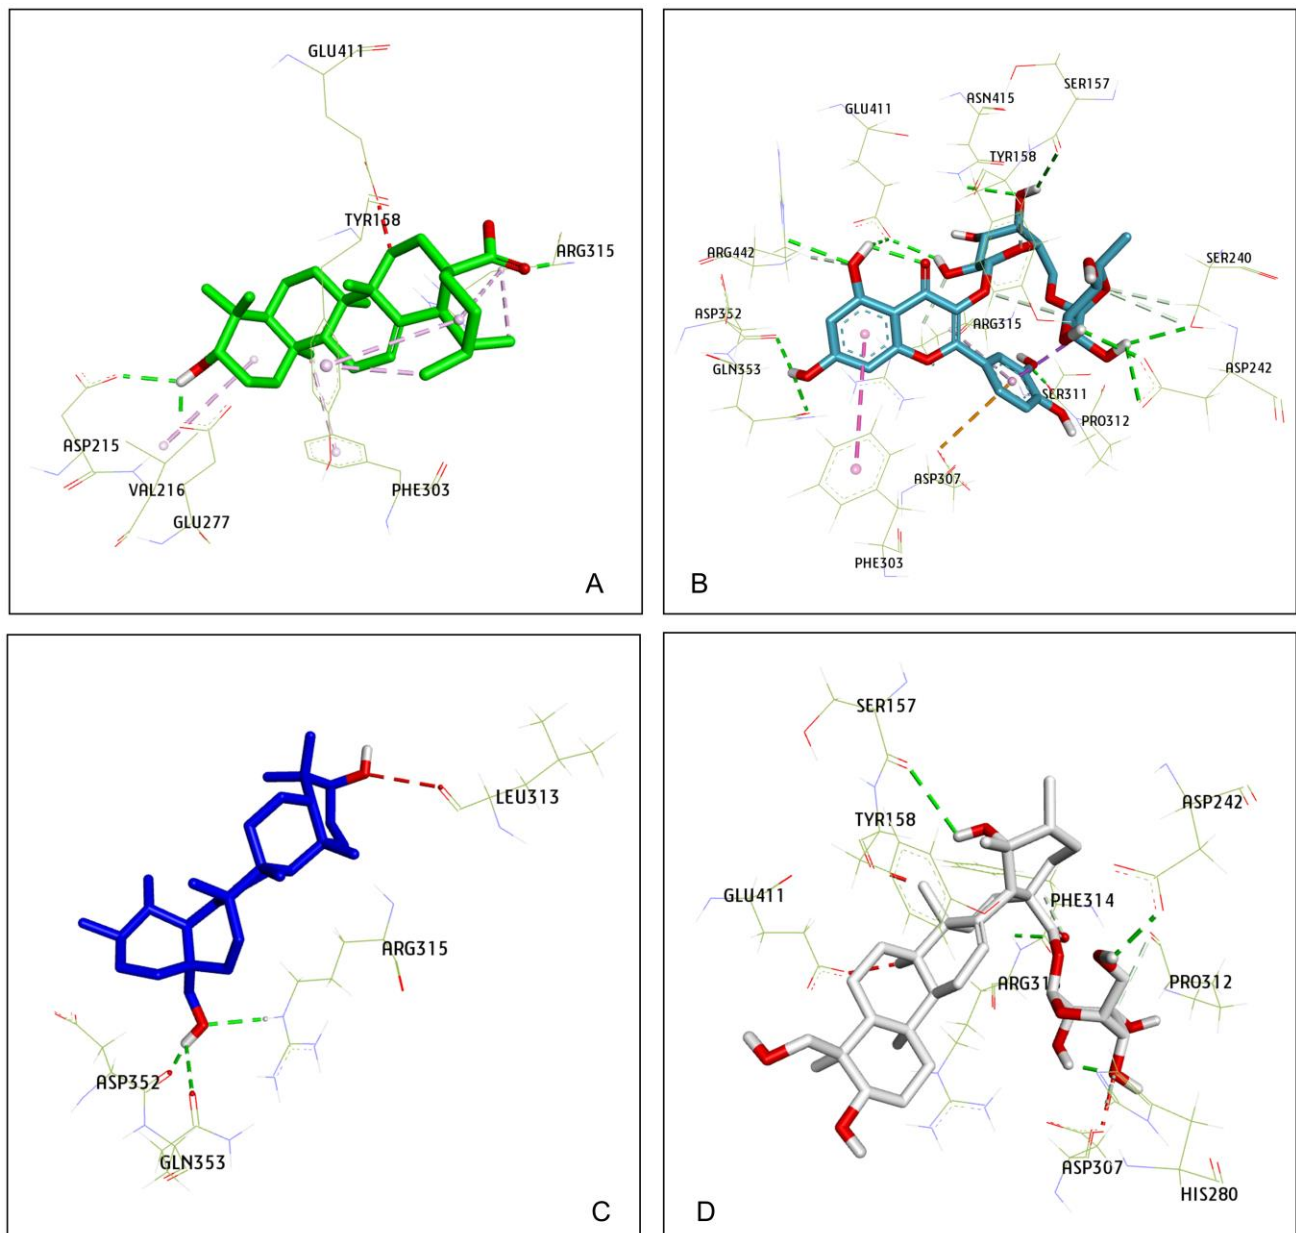 GLU411
TYR158
ARG315
ASP215
VAL216
GLU277
PHE303
A
SER157
ASN415
GLU411
TYR158
ARG442
SER240
ASP352
ARG315
GLN353
ASP242
SER311
PRO312
ASP307
PHE303
B
LEU313
ARG315
ASP352
GLN353
C
SER157
ASP242
TYR158
GLU411
PHE314
ARG31
PRO312
ASP307
HIS280
D